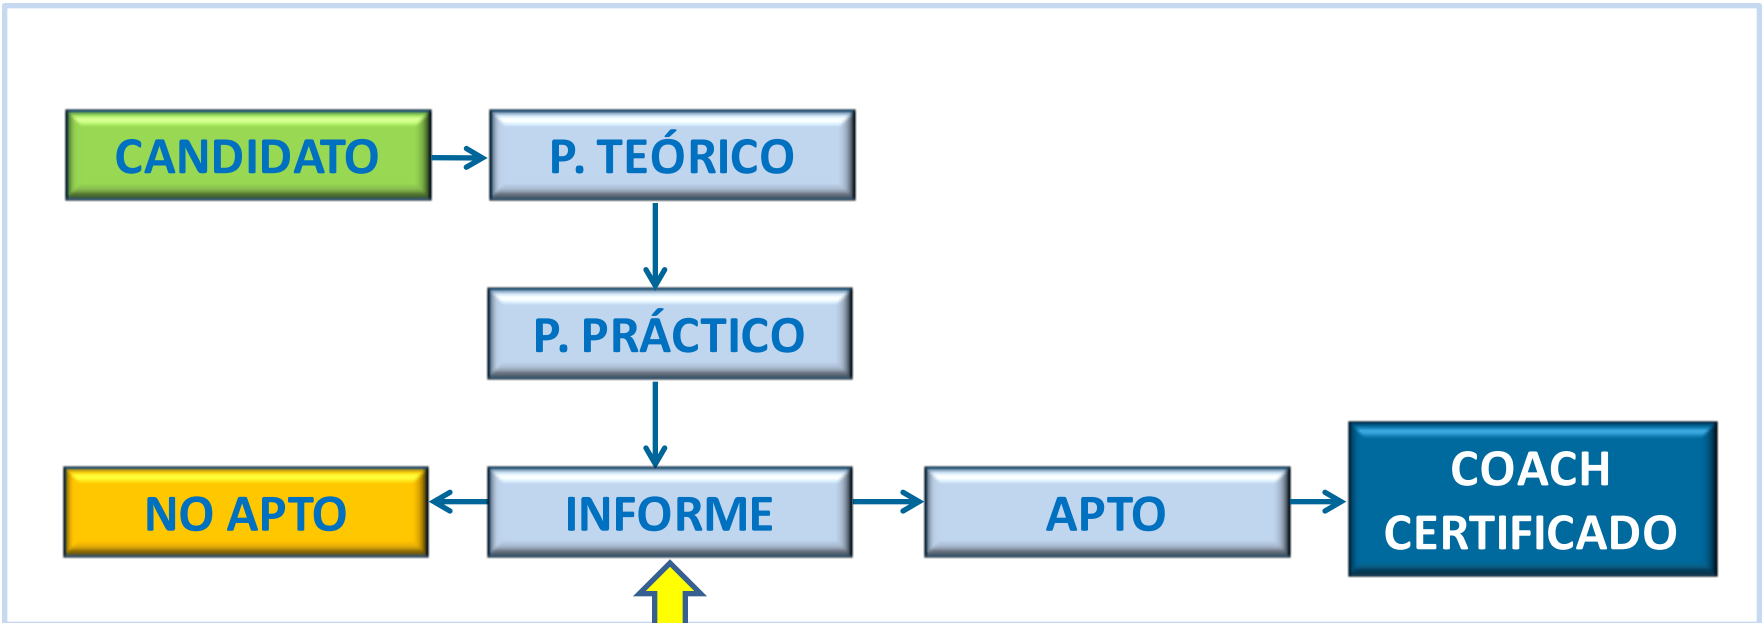 CANDIDATO
P. TEÓRICO
P. PRÁCTICO
NO APTO
INFORME
APTO
COACH
CERTIFICADO